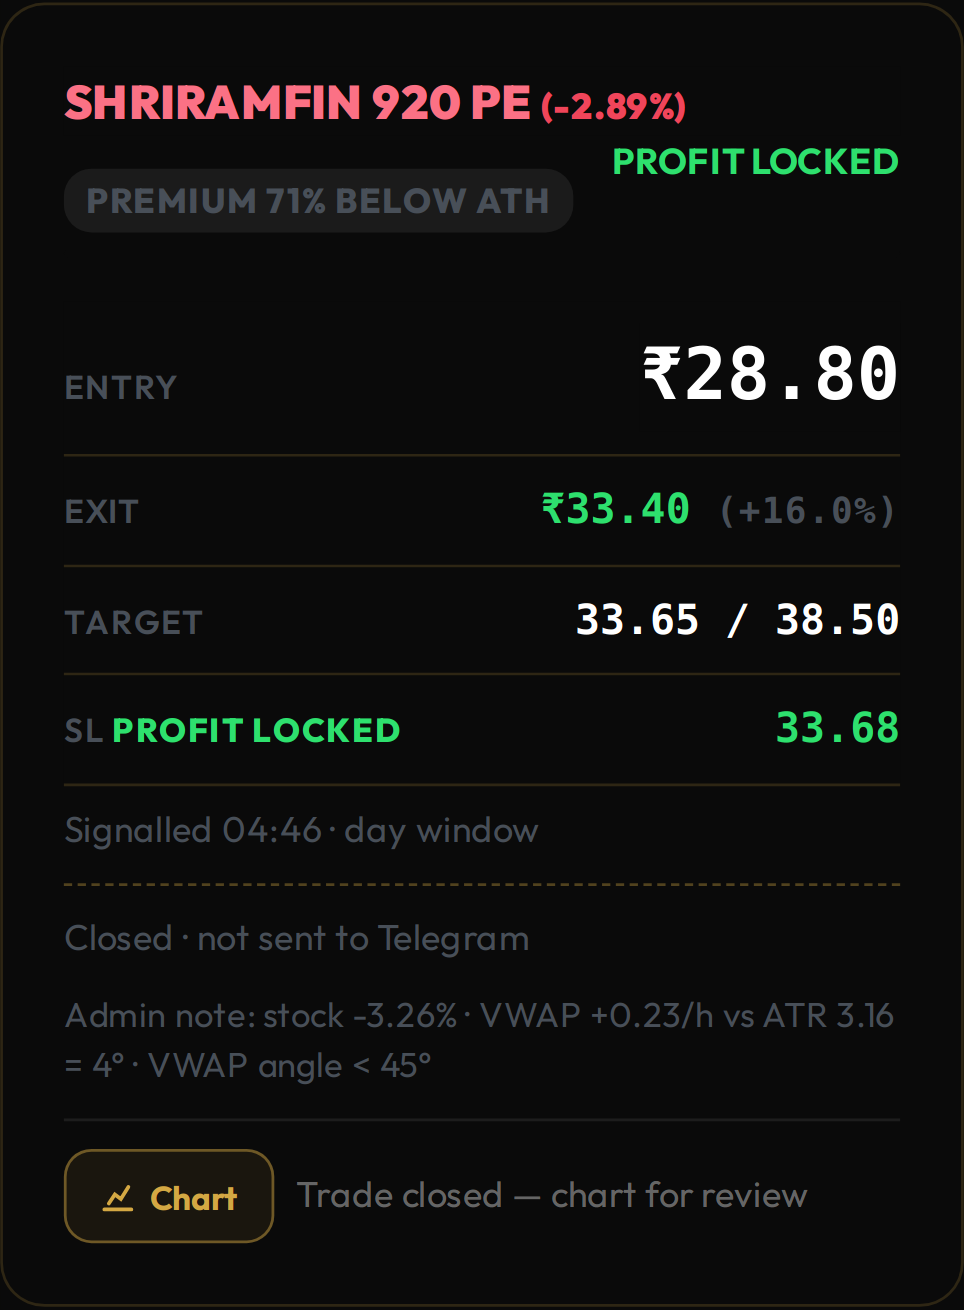 SHRIRAMFIN 920 PE (-2.89%)
PROFIT LOCKED
PREMIUM 71% BELOW ATH
ENTRY ₹28.80
EXIT ₹33.40 (+16.0%)
TARGET 33.65 / 38.50
SL PROFIT LOCKED 33.68
Signalled 04:46 · day window
Closed · not sent to Telegram
Admin note: stock -3.26% · VWAP +0.23/h vs ATR 3.16
= 4° · VWAP angle < 45°
Chart Trade closed — chart for review